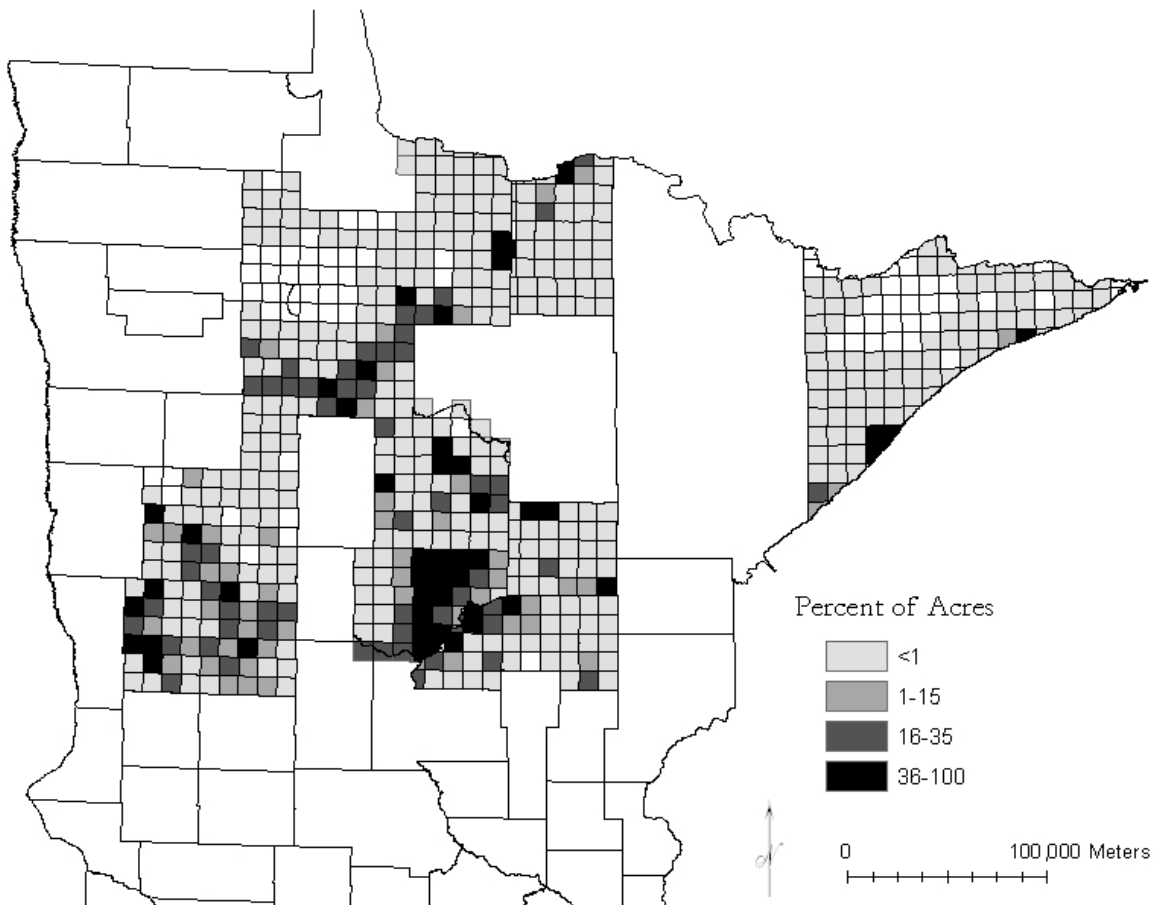 Percent of Acres
<1
1-15
16-35
36-100
N
0 100,000 Meters